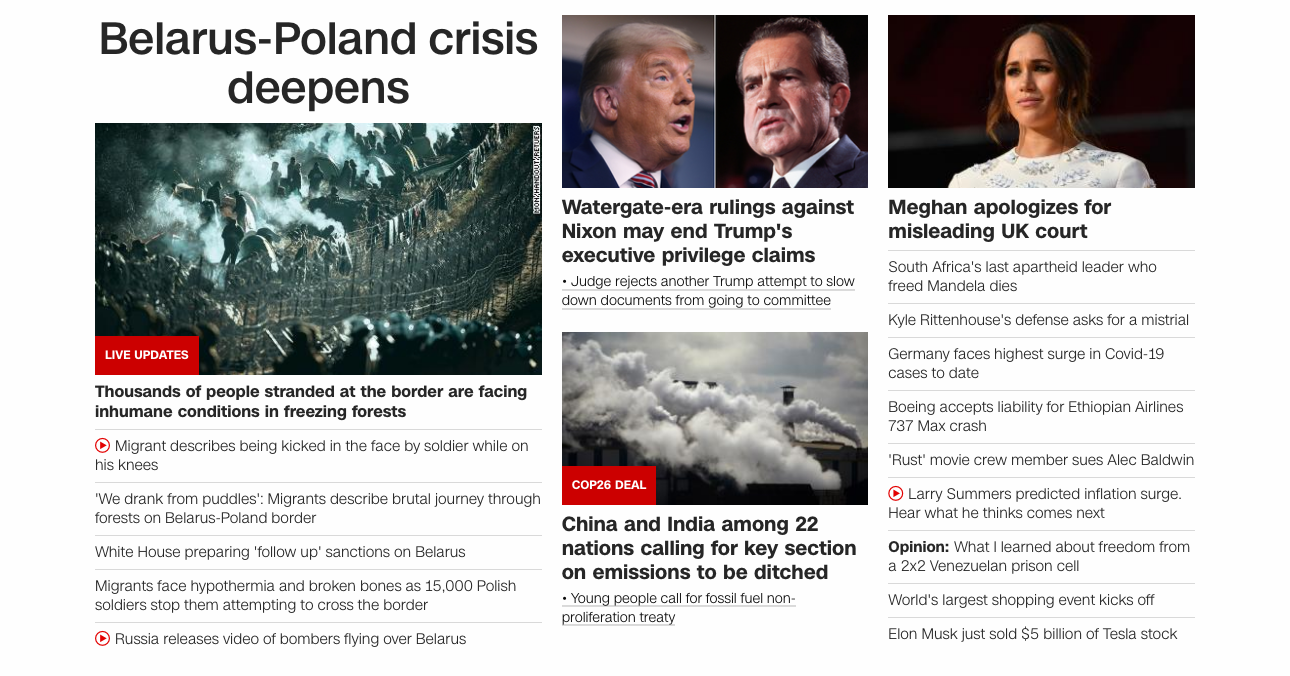 Belarus-Poland crisis
deepens
MON/HANDOUT/REUTERS
LIVE UPDATES
Thousands of people stranded at the border are facing
inhumane conditions in freezing forests
Migrant describes being kicked in the face by soldier while on
his knees
'We drank from puddles': Migrants describe brutal journey through
forests on Belarus-Poland border
White House preparing 'follow up' sanctions on Belarus
Migrants face hypothermia and broken bones as 15,000 Polish
soldiers stop them attempting to cross the border
Russia releases video of bombers flying over Belarus
Watergate-era rulings against
Nixon may end Trump's
executive privilege claims
• Judge rejects another Trump attempt to slow
down documents from going to committee
COP26 DEAL
China and India among 22
nations calling for key section
on emissions to be ditched
• Young people call for fossil fuel non-
proliferation treaty
Meghan apologizes for
misleading UK court
South Africa's last apartheid leader who
freed Mandela dies
Kyle Rittenhouse's defense asks for a mistrial
Germany faces highest surge in Covid-19
cases to date
Boeing accepts liability for Ethiopian Airlines
737 Max crash
'Rust' movie crew member sues Alec Baldwin
Larry Summers predicted inflation surge.
Hear what he thinks comes next
Opinion: What I learned about freedom from
a 2x2 Venezuelan prison cell
World's largest shopping event kicks off
Elon Musk just sold $5 billion of Tesla stock